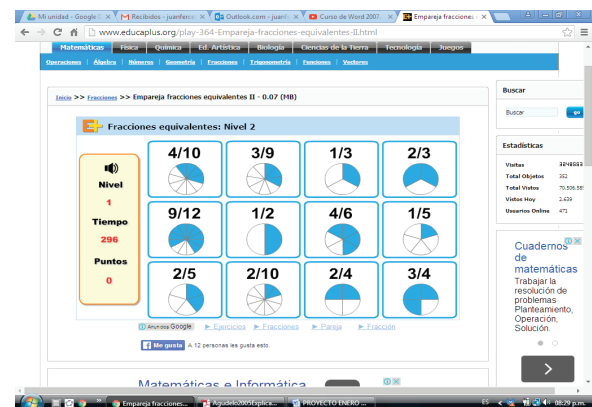 Mi unidad - Google
Recibidos - juanferc
Outlook.com - juan
Curso de Word 2007
Empareja fracciones
www.educaplus.org/play-364-Empareja-fracciones-equivalentes-II.html
Matemáticas Física Química Ed. Artística Biología Ciencias de la Tierra Tecnología Juegos
Operaciones | Álgebra | Números | Geometría | Fracciones | Trigonometría | Funciones | Vectores
Inicio >> Fracciones >> Empareja fracciones equivalentes II - 0.07 (MB)
Fracciones equivalentes: Nivel 2
Nivel
1
Tiempo
296
Puntos
0
4/10 3/9 1/3 2/3
9/12 1/2 4/6 1/5
2/5 2/10 2/4 3/4
Anuncios Google ► Ejercicios ► Fracciones ► Pareja ► Fracción
Me gusta A 12 personas les gusta esto.
Matemáticas e Informática
Buscar
Buscar go
Estadísticas
Visitas
Total Objetos 352
Total Vistos
Vistos Hoy 2.639
Usuarios Online 471
Cuadernos
de
matemáticas
Trabajar la
resolución de
problemas
Planteamiento,
Operación,
Solución.
Empareja fracciones...
Agudelo2005Explica...
PROYECTO ENERO ...
ES
08:29 p.m.